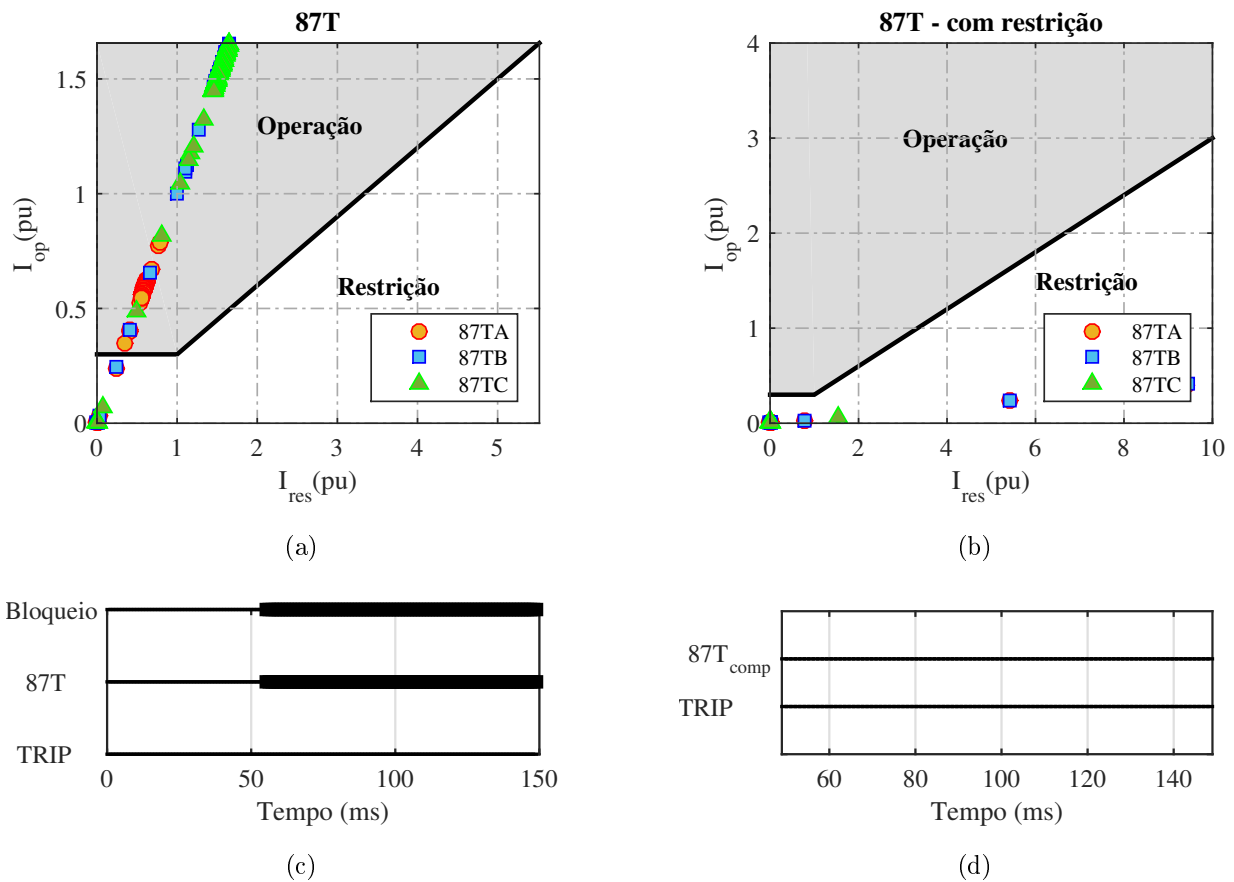 87T
1.5
1
0.5
0
I_op(pu)
Operação
Restrição
87TA
87TB
87TC
0 1 2 3 4 5
I_res(pu)
(a)
87T - com restrição
4
3
2
1
0
I_op(pu)
Operação
Restrição
87TA
87TB
87TC
0 2 4 6 8 10
I_res(pu)
(b)
Bloqueio
87T
TRIP
0 50 100 150
Tempo (ms)
(c)
87T_comp
TRIP
60 80 100 120 140
Tempo (ms)
(d)